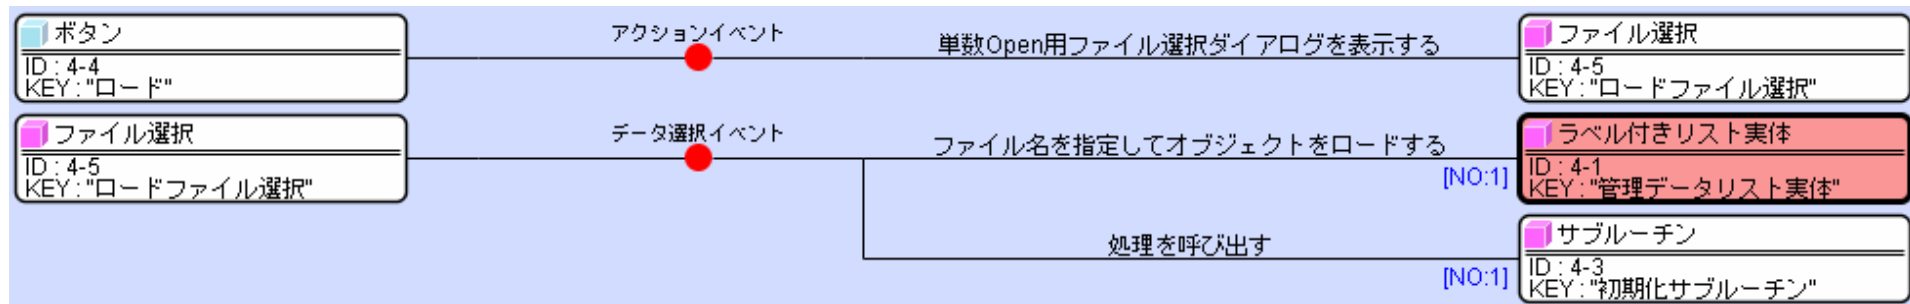 ボタン
ID : 4-4
KEY : "ロード"
アクションイベント
単数Open用ファイル選択ダイアログを表示する
ファイル選択
ID : 4-5
KEY : "ロードファイル選択"
ファイル選択
ID : 4-5
KEY : "ロードファイル選択"
データ選択イベント
ファイル名を指定してオブジェクトをロードする
[NO:1]
ラベル付きリスト実体
ID : 4-1
KEY : "管理データリスト実体"
処理を呼び出す
[NO:1]
サブルーチン
ID : 4-3
KEY : "初期化サブルーチン"